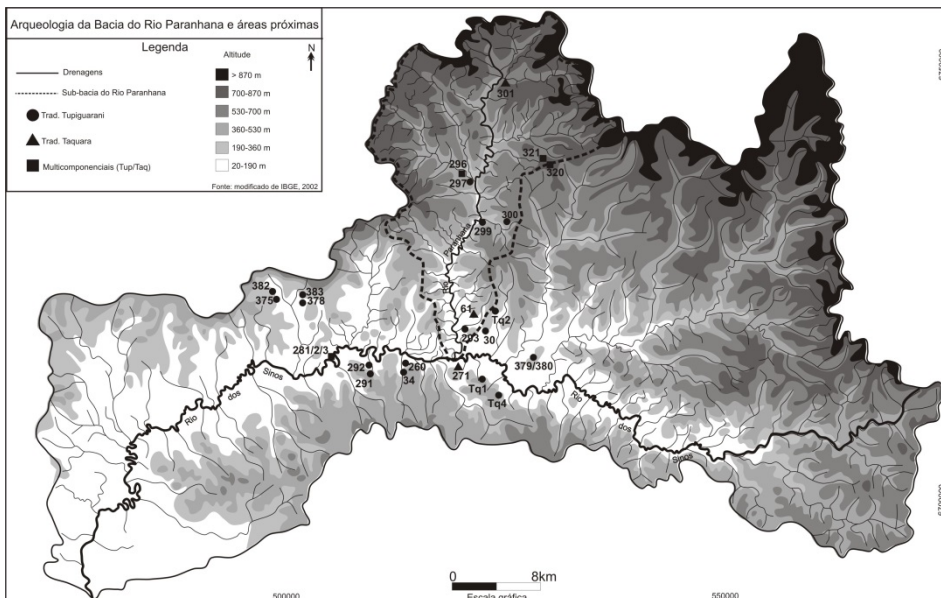 Arqueologia da Bacia do Rio Paranhana e áreas próximas
Legenda
N
Drenagens
Sub-bacia do Rio Paranhana
Trad. Tupiguarani
Trad. Taquara
Multicomponenciais (Tup/Taq)
Altitude
> 870 m
700-870 m
530-700 m
360-530 m
190-360 m
20-190 m
Fonte: modificado de IBGE, 2002
301
321
320
296
297
299
300
Rio Paranhana
382
375
383
378
61
Tq2
293
30
281/2/3
292
291
260
34
271
379/380
Tq1
Tq4
Rio dos Sinos
Rio dos Sinos
0 8km
Escala gráfica
500000
550000
6700000